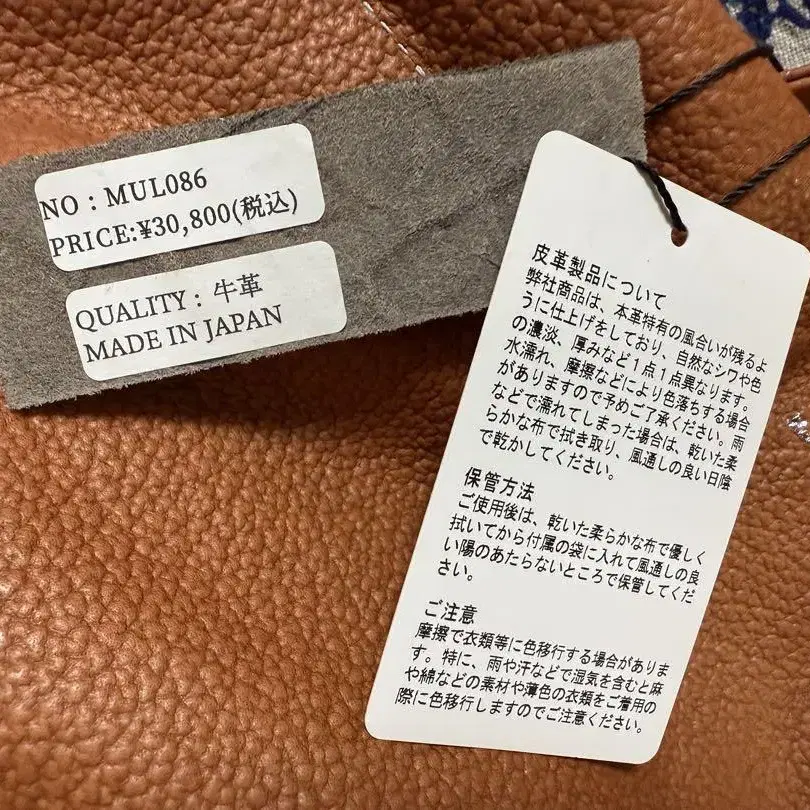 NO : MUL086
PRICE:¥30,800(税込)
QUALITY : 牛革
MADE IN JAPAN
皮革製品について
弊社商品は、本革特有の風合いが残るよ
うに仕上げをしており、自然なシワや色
の濃淡、厚みなど１点１点異なります。
水濡れ、摩擦などにより色落ちする場合
がありますので予めご了承ください。雨
などで濡れてしまった場合は、乾いた柔
らかな布で拭き取り、風通しの良い日陰
で乾かしてください。
保管方法
ご使用後は、乾いた柔らかな布で優しく
拭いてから付属の袋に入れて風通しの良
い陽のあたらないところで保管してくだ
さい。
ご注意
摩擦で衣類等に色移行する場合がありま
す。特に、雨や汗などで湿気を含むと麻
や綿などの素材や薄色の衣類をご着用の
際に色移行しますのでご注意ください。